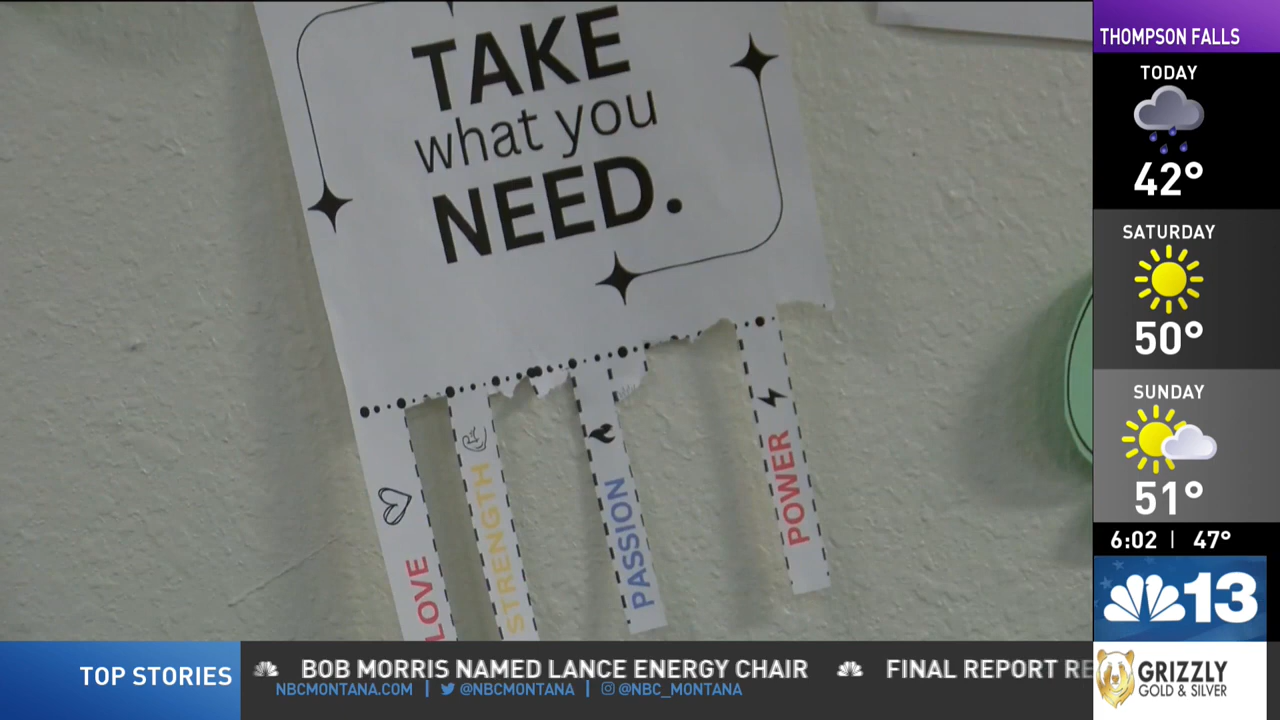 TAKE
what you
NEED.
LOVE
STRENGTH
PASSION
POWER
THOMPSON FALLS
TODAY
42°
SATURDAY
50°
SUNDAY
51°
6:02 | 47°
13
TOP STORIES
BOB MORRIS NAMED LANCE ENERGY CHAIR
FINAL REPORT RE
NBCMONTANA.COM | @NBCMONTANA | @NBC_MONTANA
GRIZZLY
GOLD & SILVER